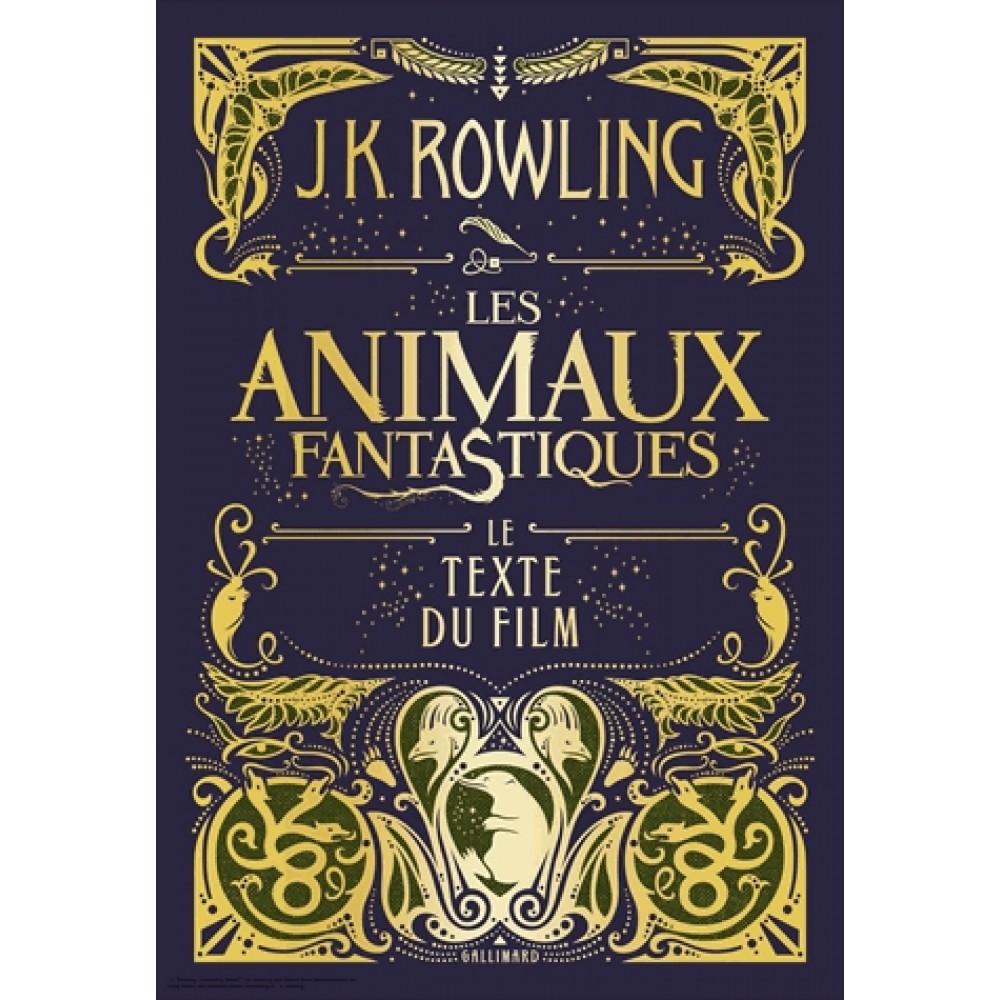 J.K. ROWLING
LES
ANIMAUX
FANTASTIQUES
LE
TEXTE
DU FILM
GALLIMARD